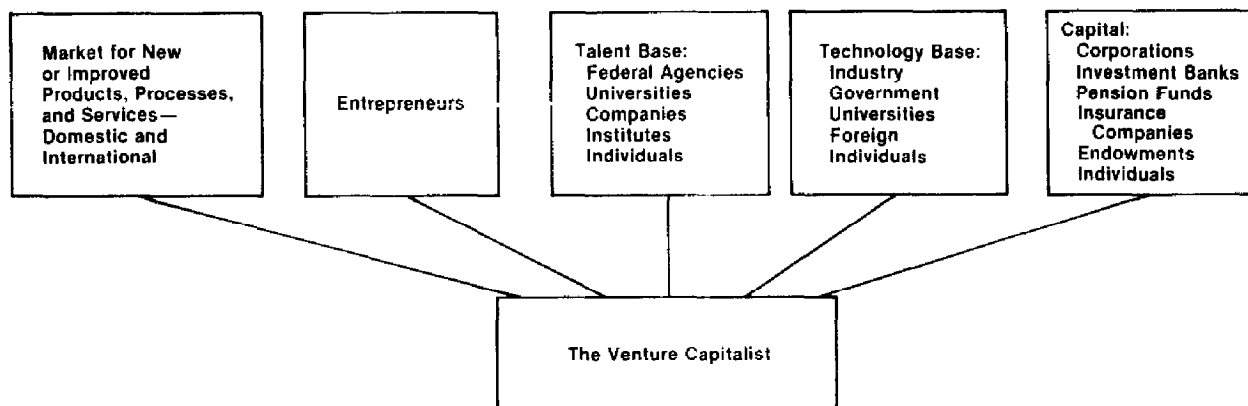 Market for New
or Improved
Products, Processes,
and Services—
Domestic and
International
Entrepreneurs
Talent Base:
Federal Agencies
Universities
Companies
Institutes
Individuals
Technology Base:
Industry
Government
Universities
Foreign
Individuals
Capital:
Corporations
Investment Banks
Pension Funds
Insurance
Companies
Endowments
Individuals
The Venture Capitalist